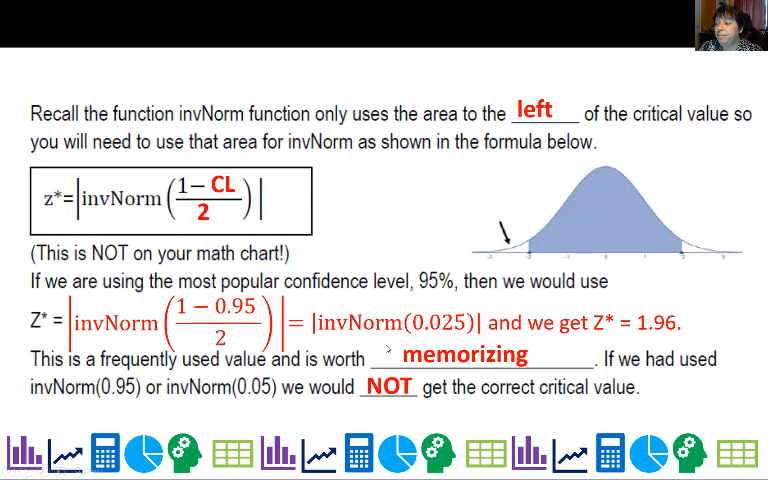 Recall the function invNorm function only uses the area to the left of the critical value so
you will need to use that area for invNorm as shown in the formula below.
z*=|invNorm((1− CL)/2)|
(This is NOT on your math chart!)
If we are using the most popular confidence level, 95%, then we would use
Z* = |invNorm((1 − 0.95)/2)| = |invNorm(0.025)| and we get Z* = 1.96.
This is a frequently used value and is worth memorizing. If we had used
invNorm(0.95) or invNorm(0.05) we would NOT get the correct critical value.